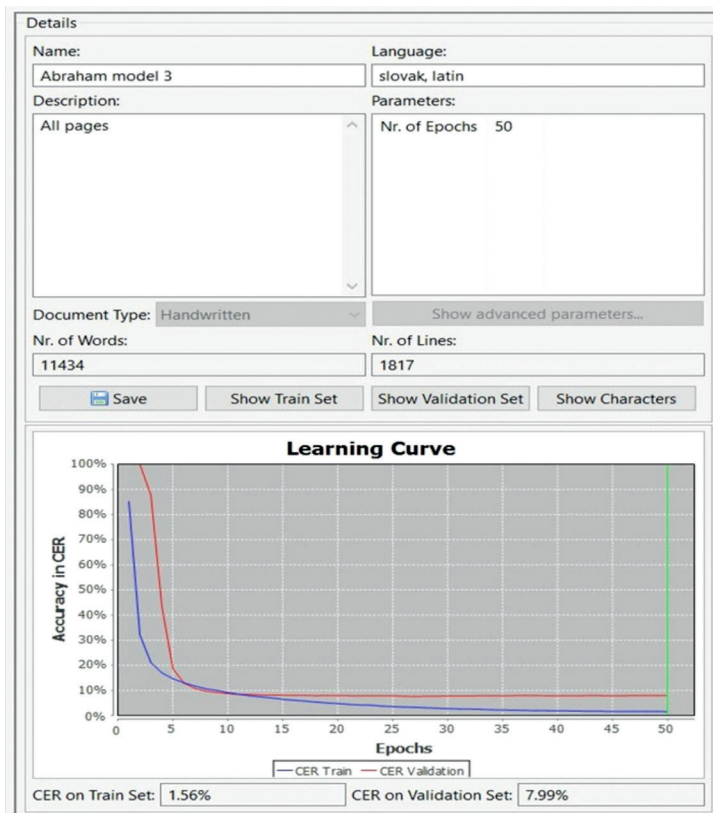 Details
Name: Language:
Abraham model 3 slovak, latin
Description: Parameters:
All pages Nr. of Epochs 50
Document Type: Handwritten Show advanced parameters...
Nr. of Words: Nr. of Lines:
11434 1817
Save Show Train Set Show Validation Set Show Characters
Learning Curve
100%
90%
80%
70%
60%
50%
40%
30%
20%
10%
0%
Accuracy in CER
0 5 10 15 20 25 30 35 40 45 50
Epochs
CER Train CER Validation
CER on Train Set: 1.56% CER on Validation Set: 7.99%